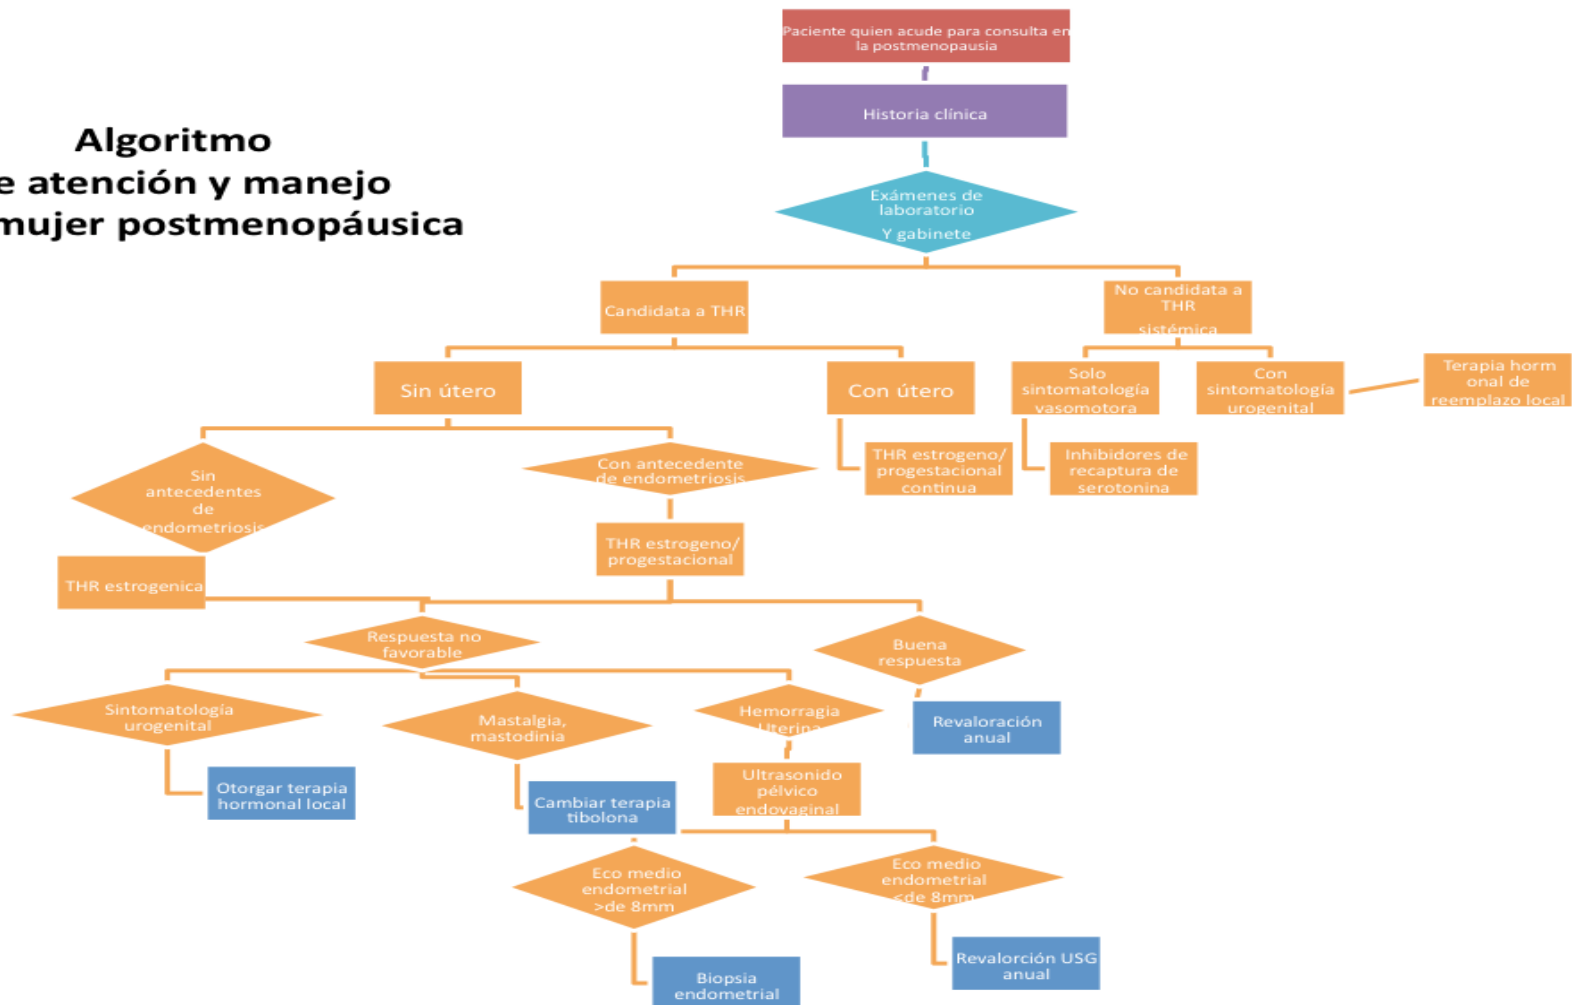 Paciente quien acude para consulta en
la postmenopausia
Historia clínica
Algoritmo
e atención y manejo
mujer postmenopáusica
Exámenes de
laboratorio
Y gabinete
Candidata a THR
No candidata a
THR
sistémica
Sin útero
Con útero
Solo
sintomatología
vasomotora
Con
sintomatología
urogenital
Terapia horm
onal de
reemplazo local
Sin
antecedentes
de
endometriosis
Con antecedente
de endometriosis
THR estrogeno/
progestacional
continua
Inhibidores de
recaptura de
serotonina
THR estrogenica
THR estrogeno/
progestacional
Respuesta no
favorable
Buena
respuesta
Sintomatología
urogenital
Mastalgia,
mastodinia
Hemorragia
Uterina
Revaloración
anual
Otorgar terapia
hormonal local
Cambiar terapia
tibolona
Ultrasonido
pélvico
endovaginal
Eco medio
endometrial
>de 8mm
Eco medio
endometrial
<de 8mm
Biopsia
endometrial
Revalorción USG
anual